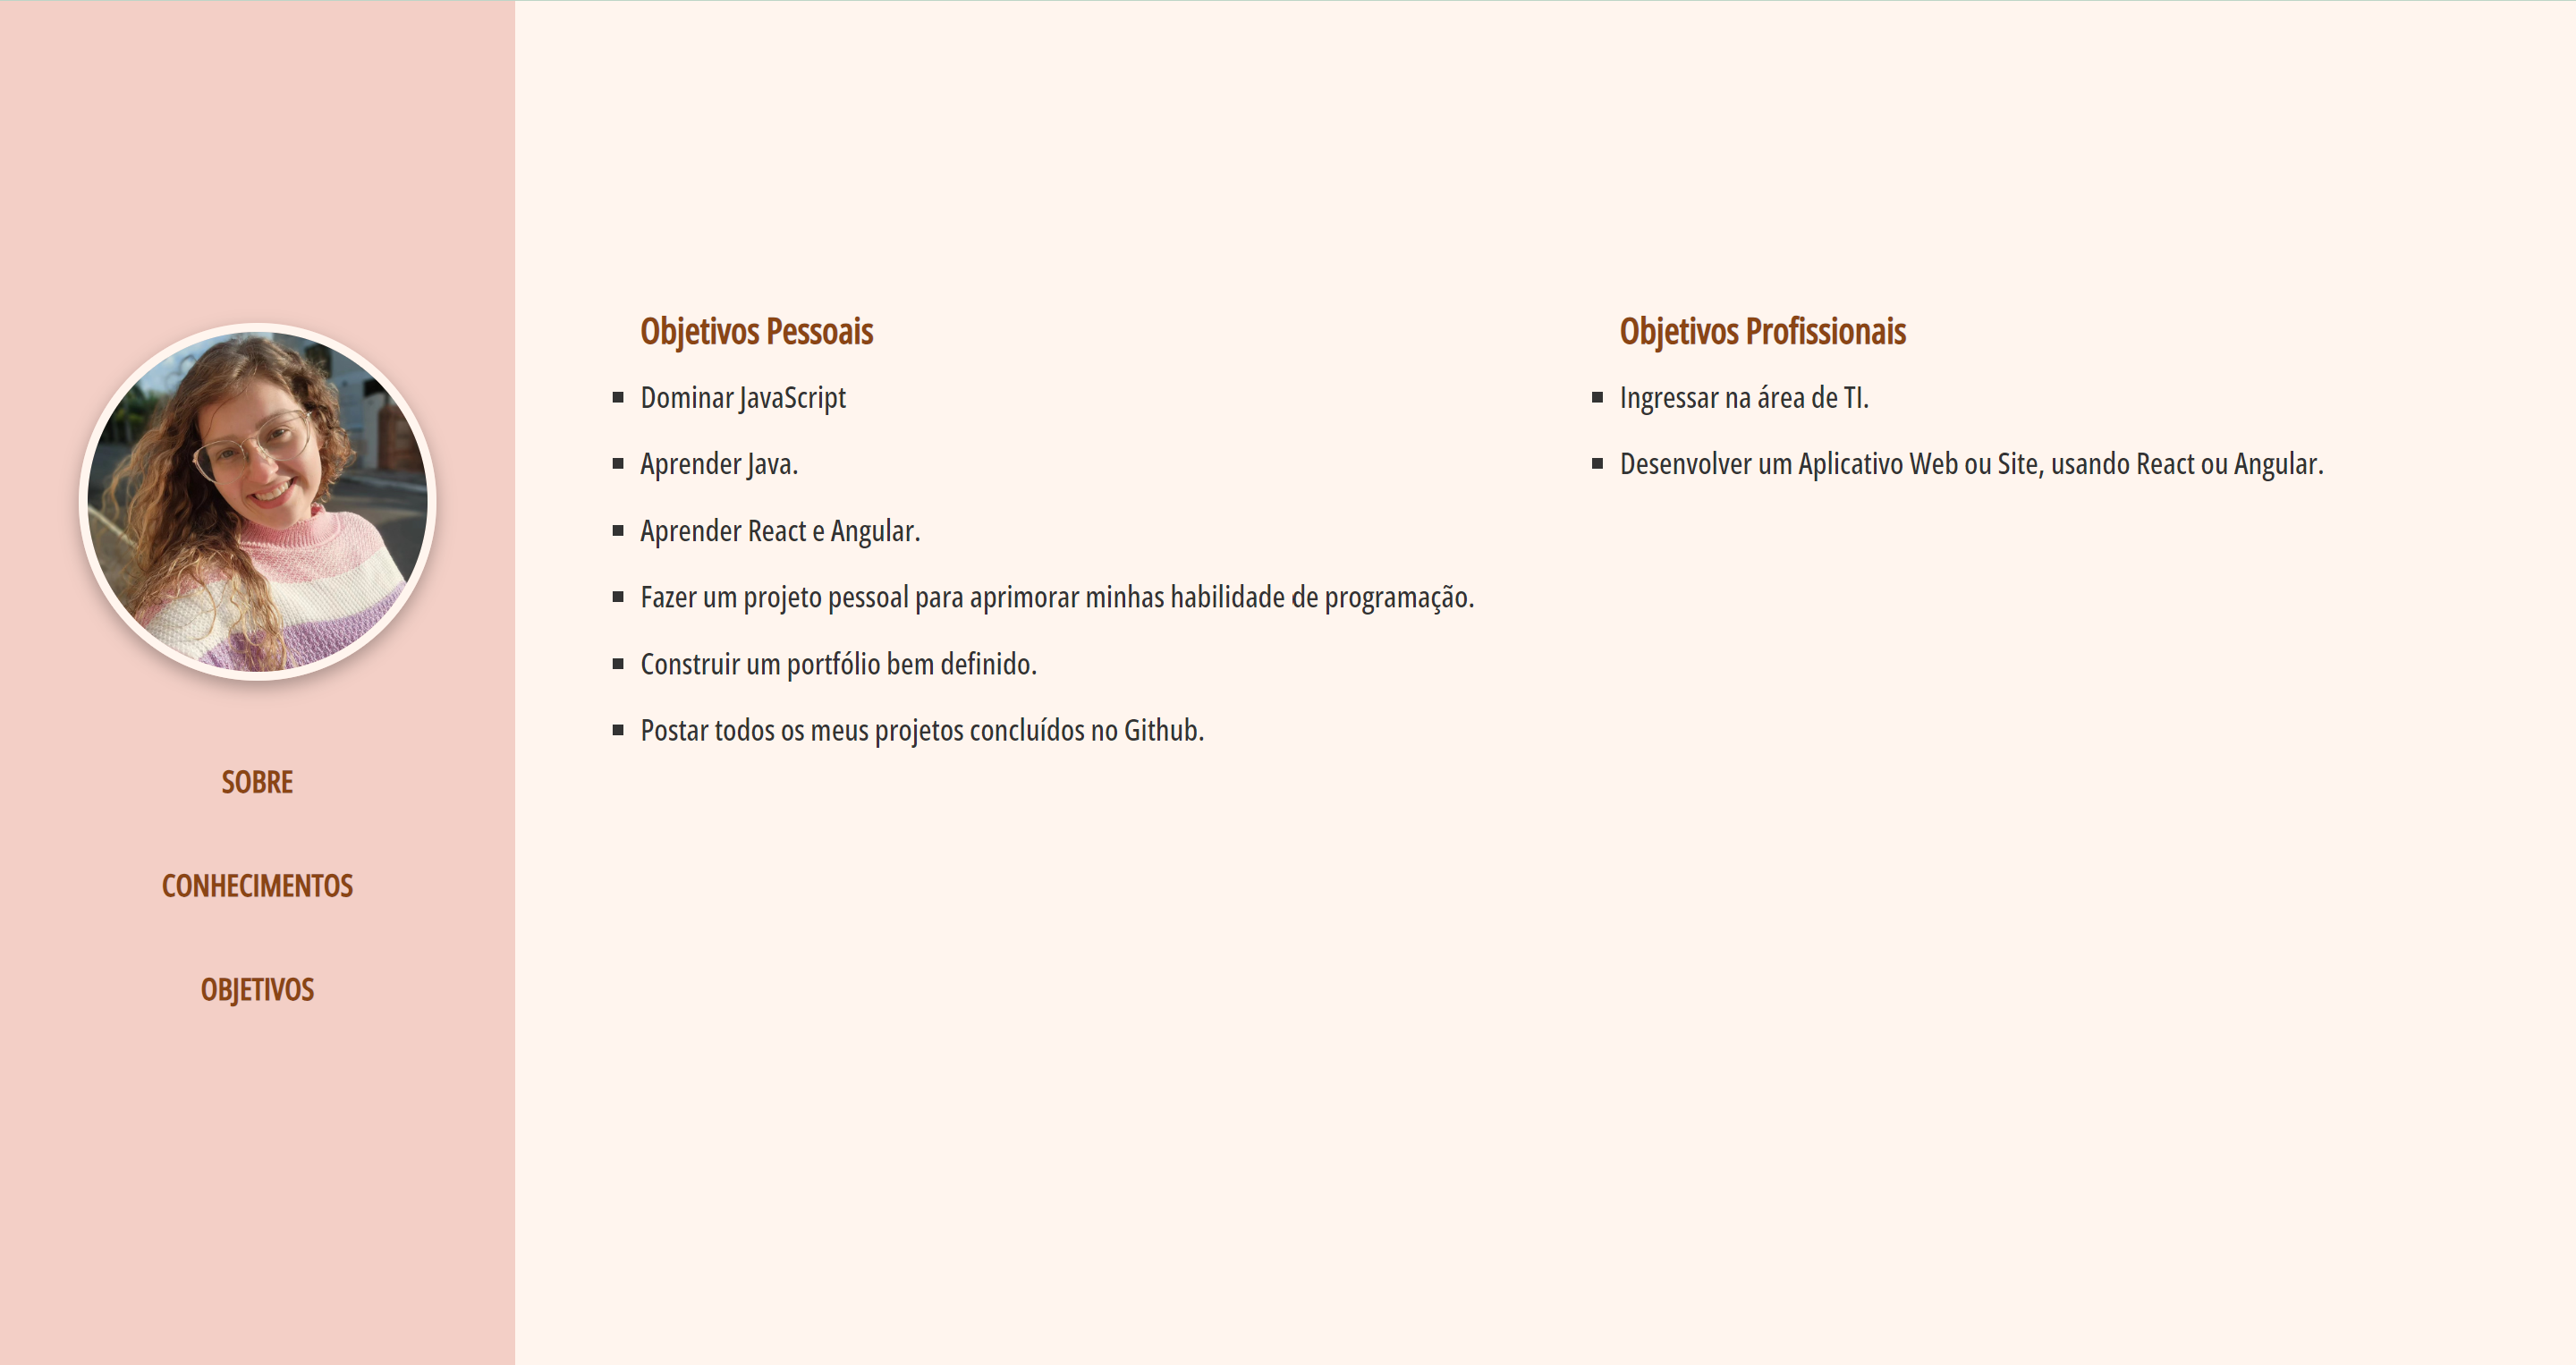 SOBRE
CONHECIMENTOS
OBJETIVOS
Objetivos Pessoais
Dominar JavaScript
Aprender Java.
Aprender React e Angular.
Fazer um projeto pessoal para aprimorar minhas habilidade de programação.
Construir um portfólio bem definido.
Postar todos os meus projetos concluídos no Github.
Objetivos Profissionais
Ingressar na área de TI.
Desenvolver um Aplicativo Web ou Site, usando React ou Angular.